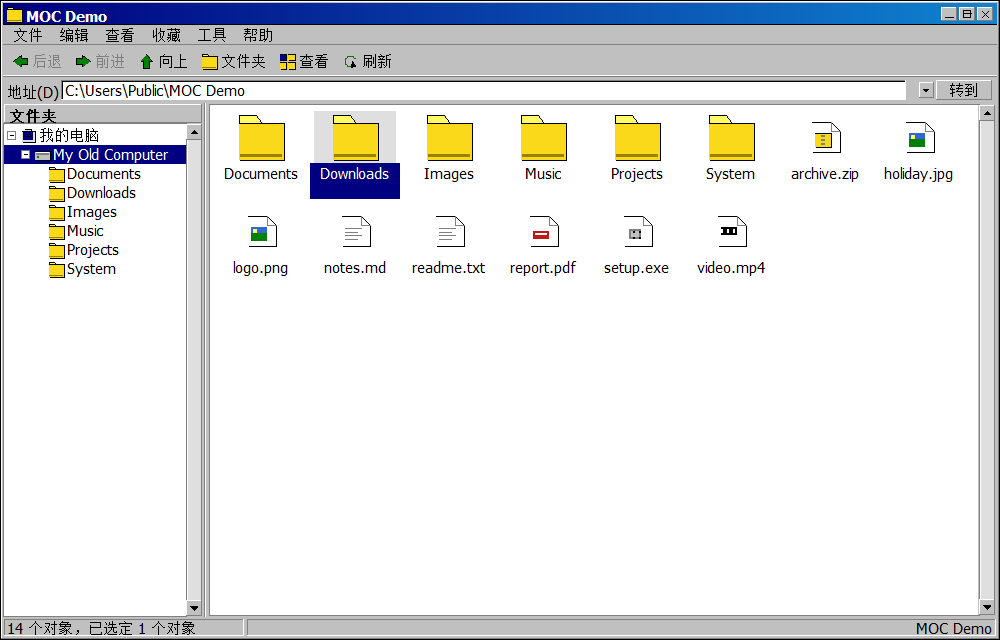 MOC Demo
文件 编辑 查看 收藏 工具 帮助
后退 前进 向上 文件夹 查看 刷新
地址(D) C:\Users\Public\MOC Demo 转到
文件夹
我的电脑
My Old Computer
Documents
Downloads
Images
Music
Projects
System
Documents Downloads Images Music Projects System archive.zip holiday.jpg
logo.png notes.md readme.txt report.pdf setup.exe video.mp4
14 个对象，已选定 1 个对象 MOC Demo